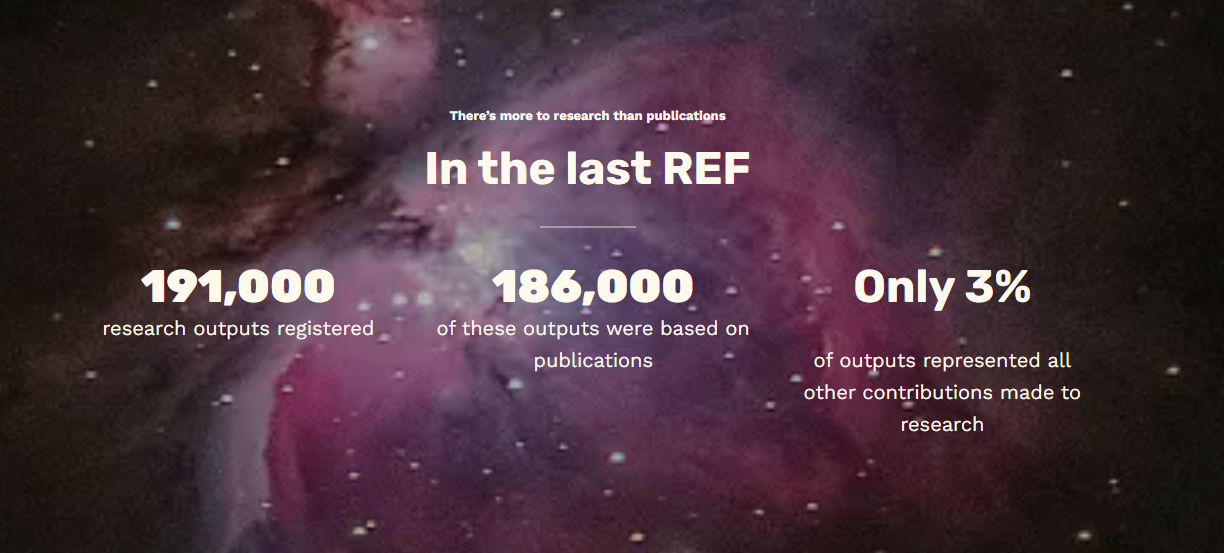 There's more to research than publications
In the last REF
191,000
research outputs registered
186,000
of these outputs were based on
publications
Only 3%
of outputs represented all
other contributions made to
research